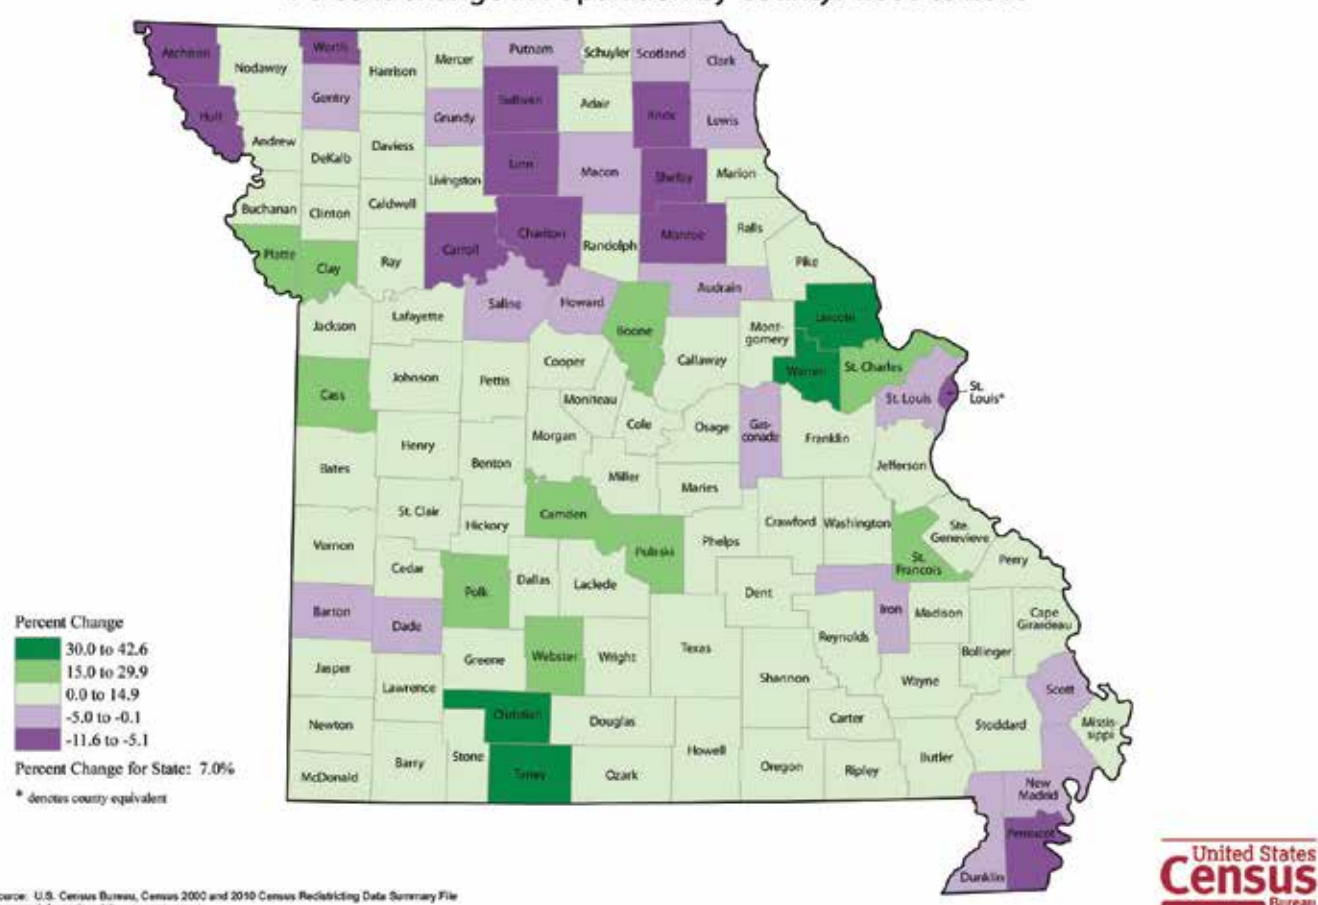 Atchison
Nodaway
Worth
Harrison
Mercer
Putnam
Schuyler
Scotland
Clark
Gentry
Holt
Sullivan
Adair
Knox
Lewis
Grundy
Andrew
DeKalb
Daviess
Livingston
Linn
Macon
Shelby
Marion
Buchanan
Clinton
Caldwell
Carroll
Chariton
Randolph
Monroe
Ralls
Platte
Clay
Ray
Pike
Saline
Howard
Audrain
Jackson
Lafayette
Boone
Callaway
Mont-
gomery
Lincoln
Warren
St. Charles
St. Louis
St.
Louis*
Cass
Johnson
Pettis
Cooper
Moniteau
Cole
Osage
Gas-
conade
Franklin
Jefferson
Bates
Henry
Benton
Morgan
Miller
Maries
St. Clair
Hickory
Camden
Pulaski
Phelps
Crawford
Washington
Ste.
Genevieve
St.
Francois
Perry
Vernon
Cedar
Polk
Dallas
Laclede
Dent
Iron
Madison
Cape
Girardeau
Barton
Dade
Greene
Webster
Wright
Texas
Reynolds
Bollinger
Jasper
Lawrence
Shannon
Wayne
Scott
Newton
Christian
Douglas
Howell
Carter
Stoddard
Missis-
sippi
McDonald
Barry
Stone
Taney
Ozark
Oregon
Ripley
Butler
New
Madrid
Pemiscot
Dunklin
Percent Change
30.0 to 42.6
15.0 to 29.9
0.0 to 14.9
-5.0 to -0.1
-11.6 to -5.1
Percent Change for State: 7.0%
* denotes county equivalent
U.S. Census Bureau, Census 2000 and 2010 Census Redistricting Data Summary File
United States
Census
Bureau